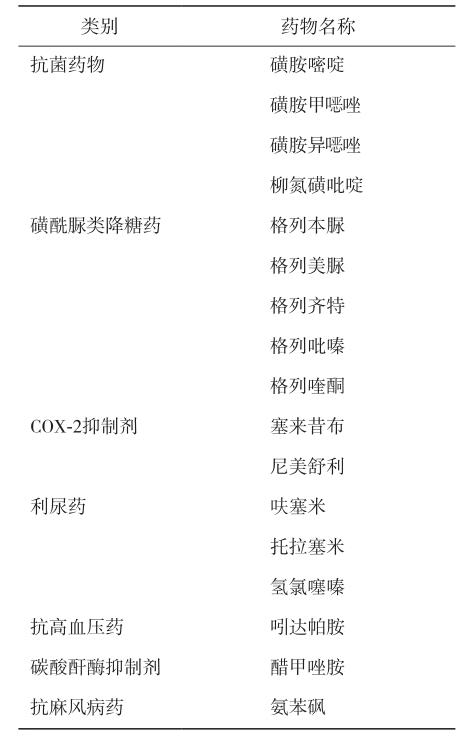 类别 药物名称
抗菌药物 磺胺嘧啶
磺胺甲噁唑
磺胺异噁唑
柳氮磺吡啶
磺酰脲类降糖药 格列本脲
格列美脲
格列齐特
格列吡嗪
格列喹酮
COX-2抑制剂 塞来昔布
尼美舒利
利尿药 呋塞米
托拉塞米
氢氯噻嗪
抗高血压药 吲达帕胺
碳酸酐酶抑制剂 醋甲唑胺
抗麻风病药 氨苯砜